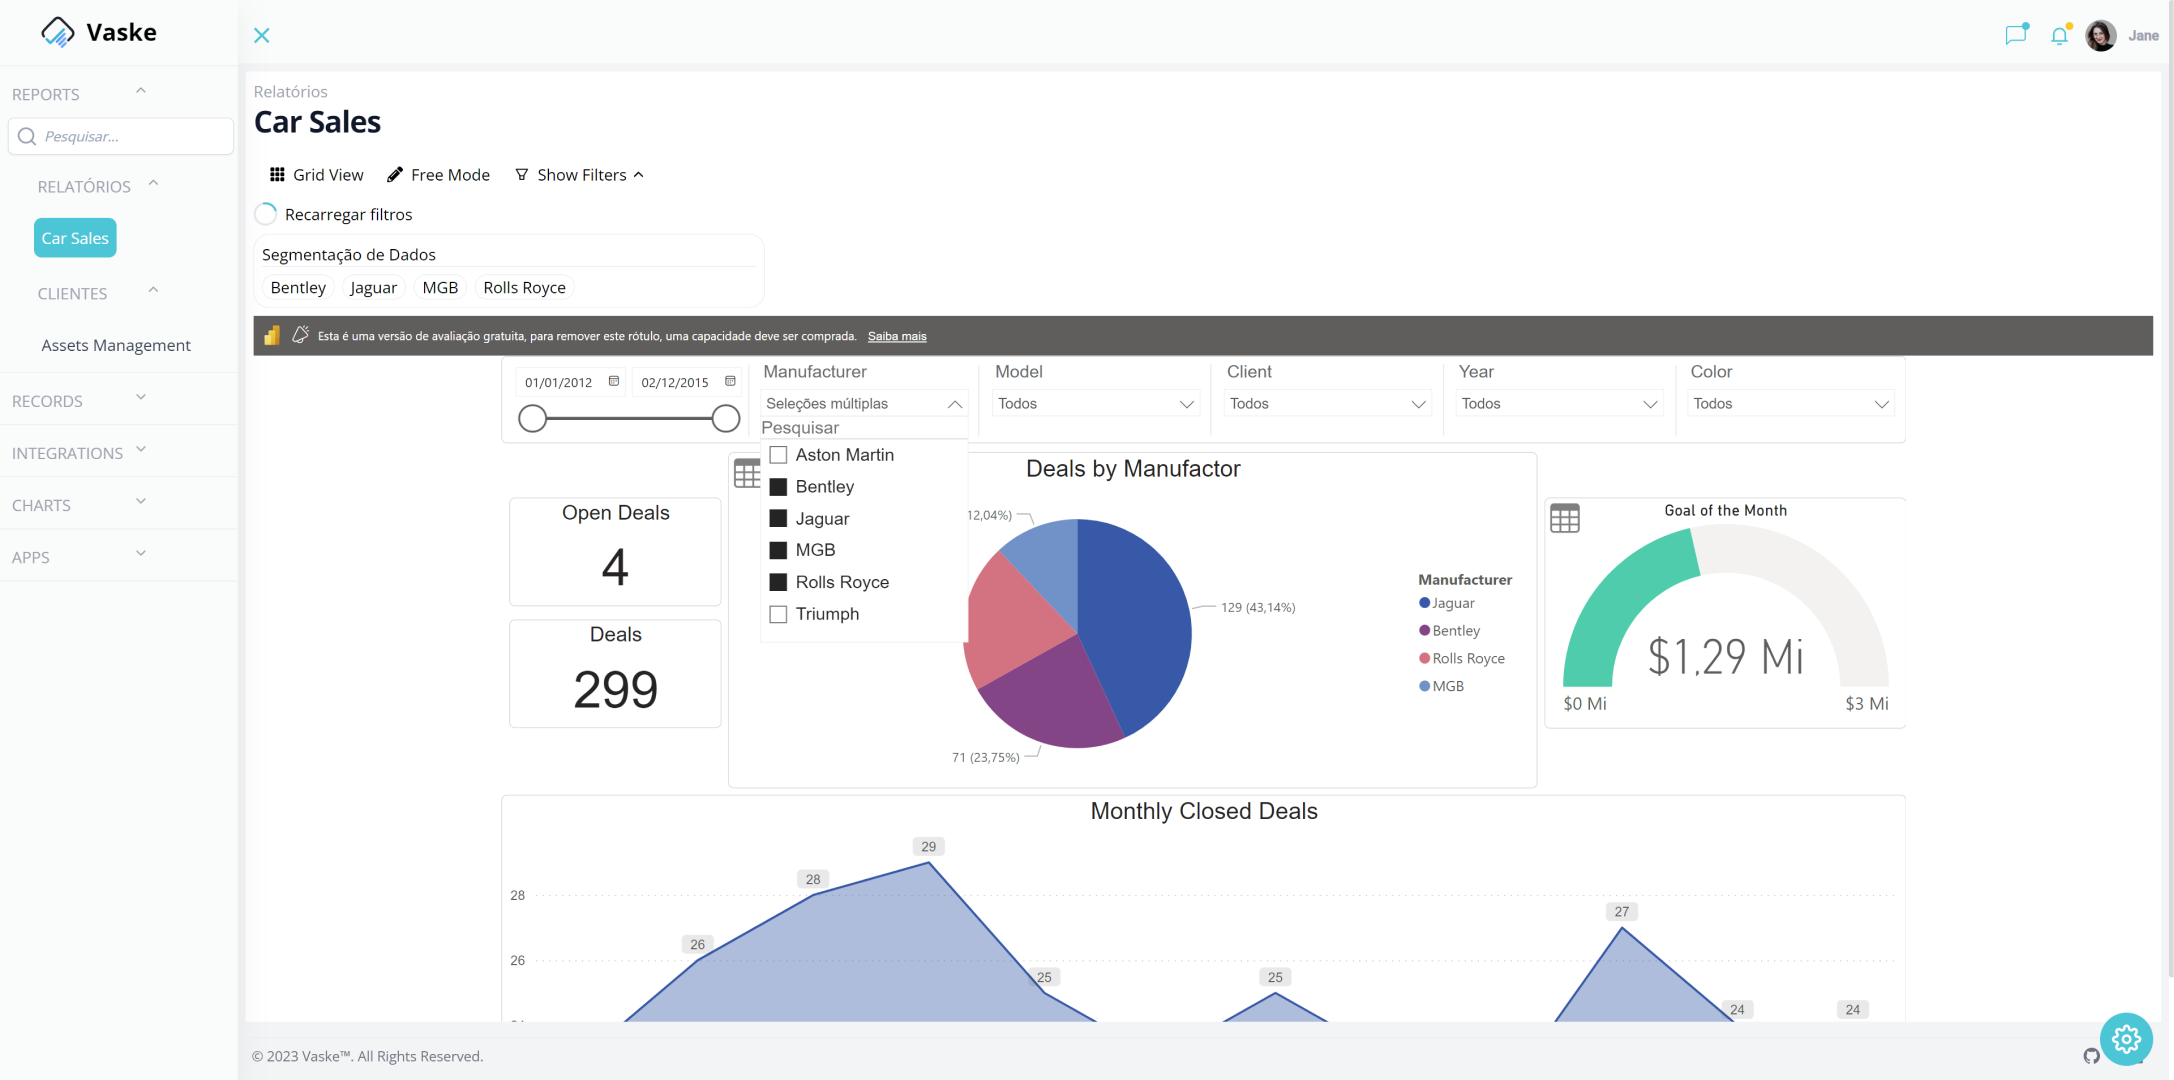 Vaske
Jane
REPORTS
Pesquisar...
RELATÓRIOS
Car Sales
CLIENTES
Assets Management
RECORDS
INTEGRATIONS
CHARTS
APPS
Relatórios
Car Sales
Grid View Free Mode Show Filters
Recarregar filtros
Segmentação de Dados
Bentley Jaguar MGB Rolls Royce
Esta é uma versão de avaliação gratuita, para remover este rótulo, uma capacidade deve ser comprada. Saiba mais
01/01/2012 02/12/2015
Manufacturer
Seleções múltiplas
Pesquisar
Aston Martin
Bentley
Jaguar
MGB
Rolls Royce
Triumph
Model
Todos
Client
Todos
Year
Todos
Color
Todos
Open Deals
4
Deals
299
Deals by Manufactor
12,04%)
129 (43,14%)
71 (23,75%)
Manufacturer
Jaguar
Bentley
Rolls Royce
MGB
Goal of the Month
$1,29 Mi
$0 Mi $3 Mi
Monthly Closed Deals
29
28
28
27
26
26
25
25
24
24
© 2023 Vaske™. All Rights Reserved.